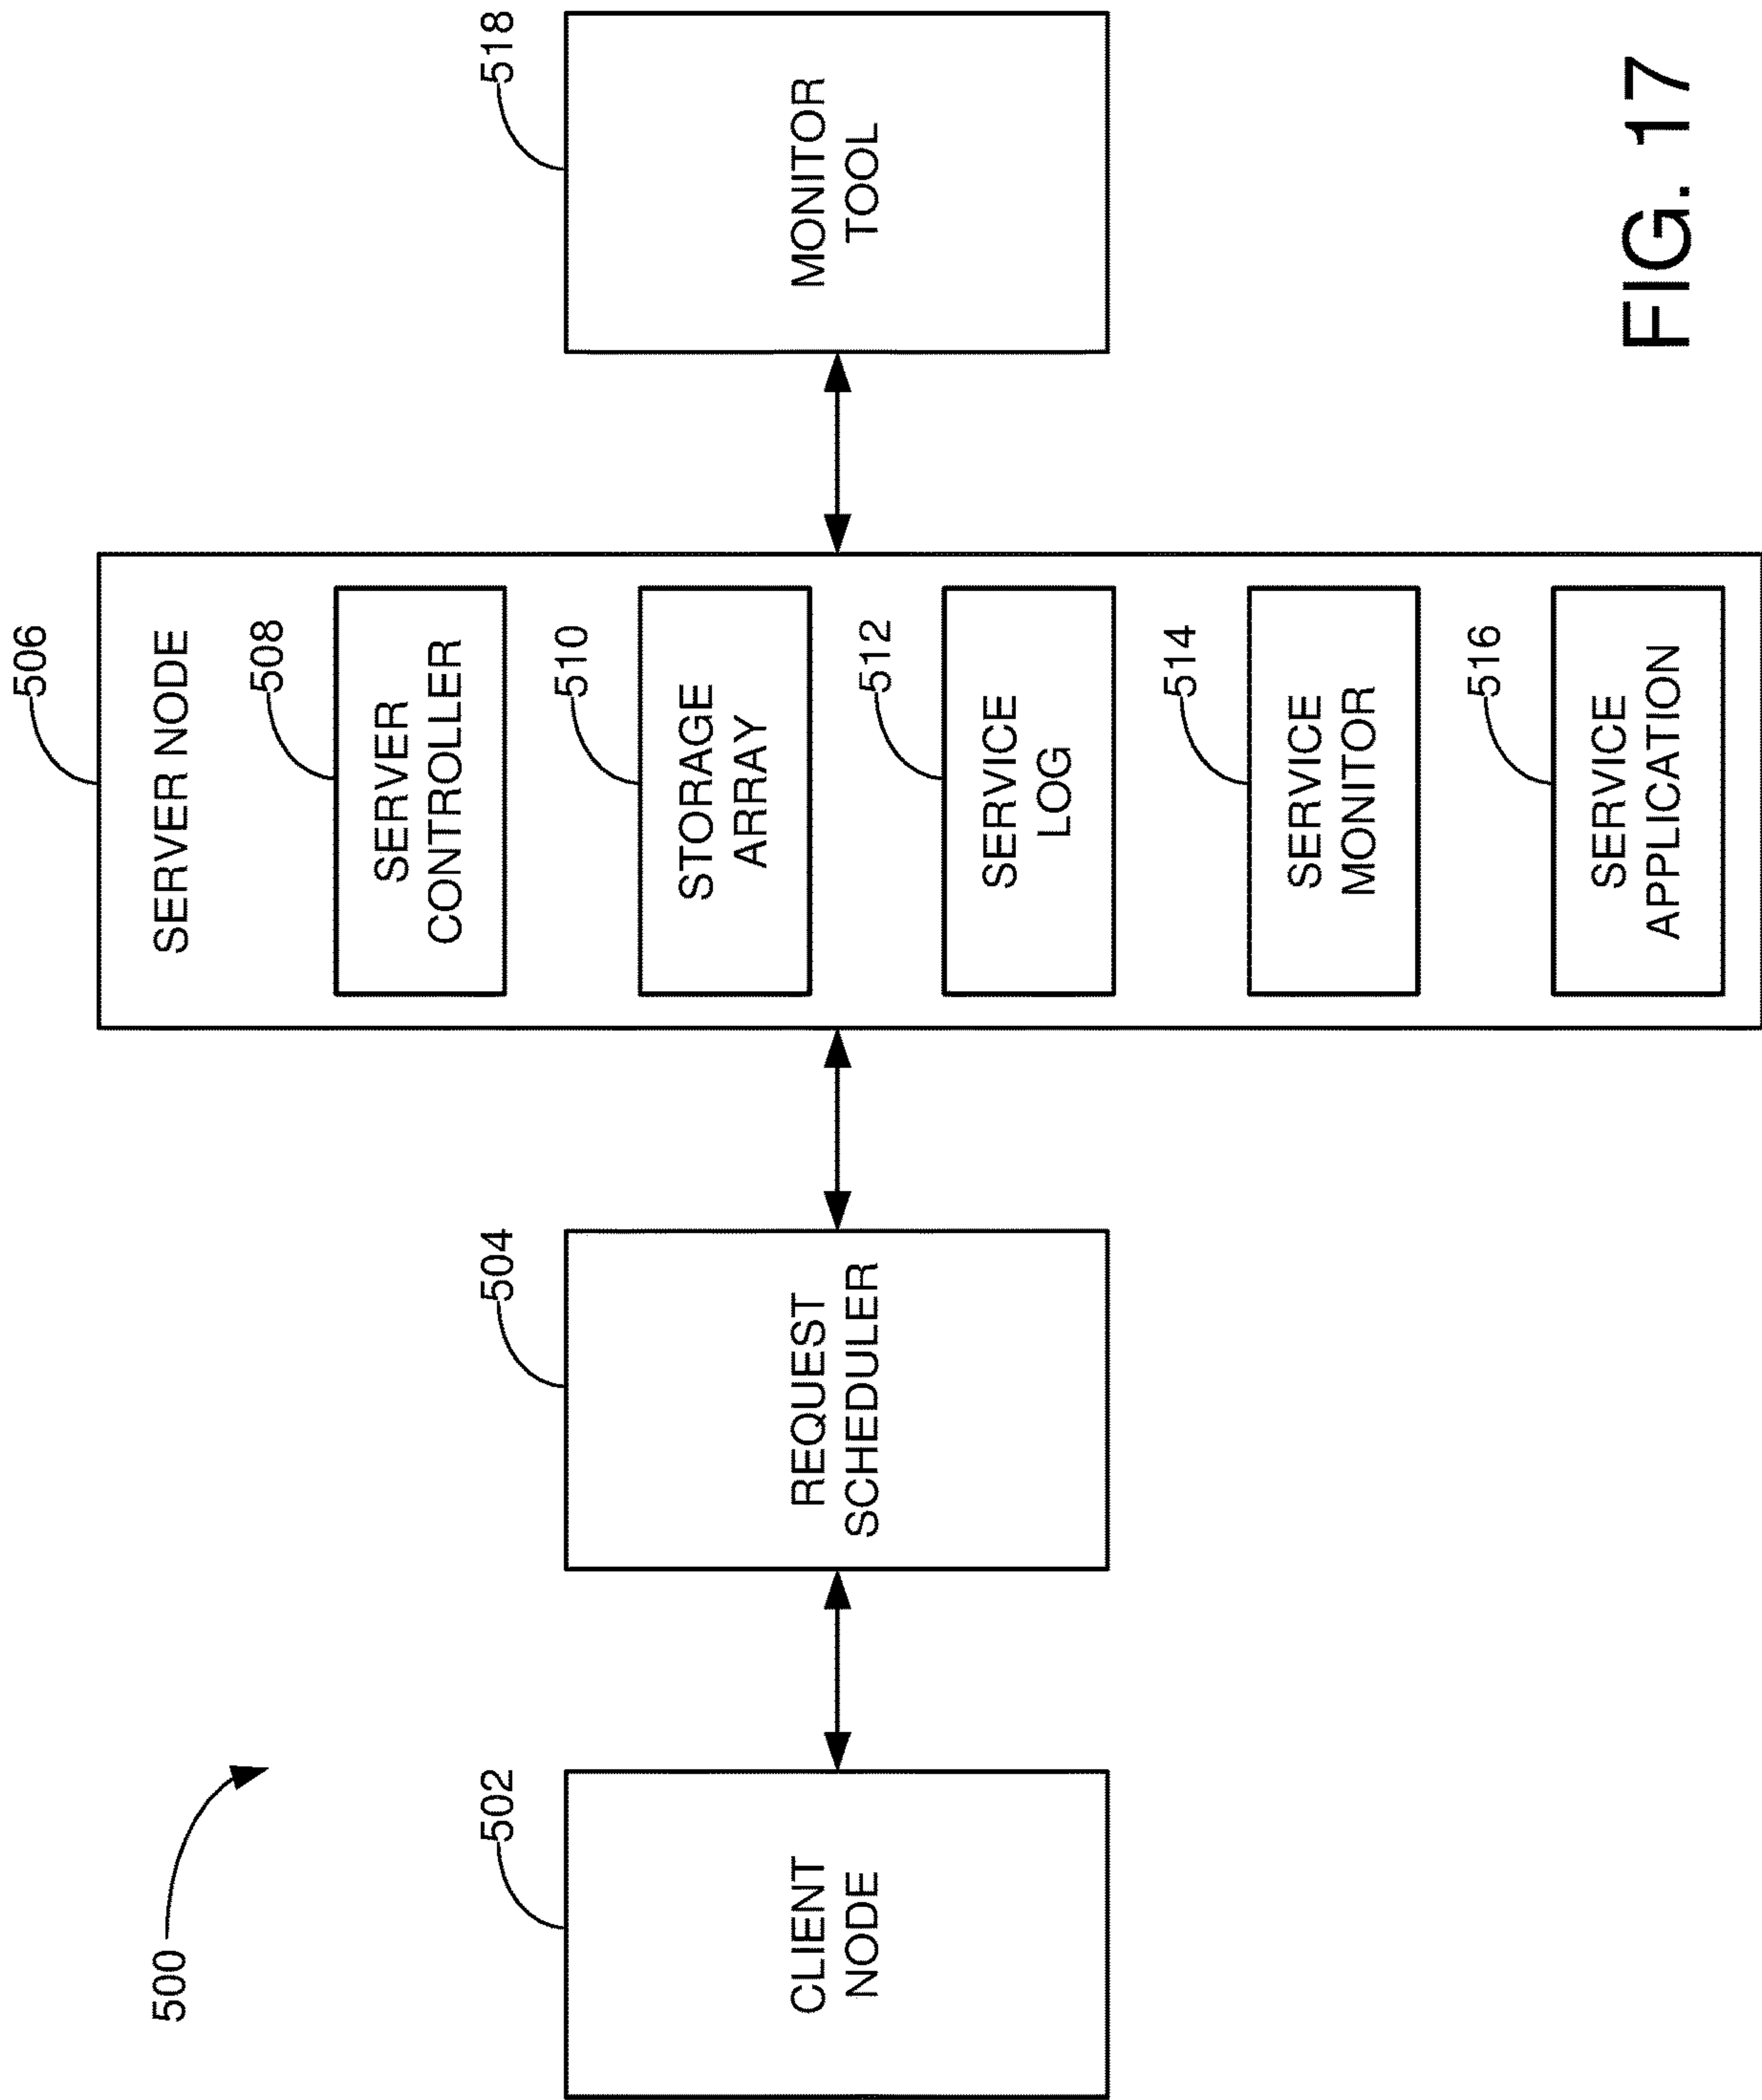 500
502
CLIENT
NODE
504
REQUEST
SCHEDULER
506
SERVER NODE
508
SERVER
CONTROLLER
510
STORAGE
ARRAY
512
SERVICE
LOG
514
SERVICE
MONITOR
516
SERVICE
APPLICATION
518
MONITOR
TOOL
FIG. 17